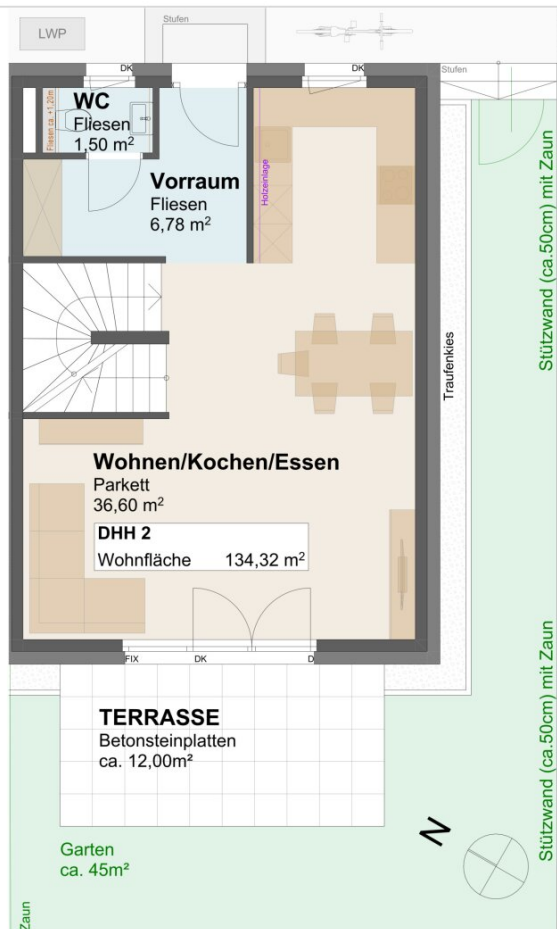 LWP
Stufen
Stufen
DK
DK
WC
Fliesen
1,50 m²
Fliesen ca. +1,20m
Vorraum
Fliesen
6,78 m²
Holzeinlage
Stützwand (ca.50cm) mit Zaun
Traufenkies
Wohnen/Kochen/Essen
Parkett
36,60 m²
DHH 2
Wohnfläche 134,32 m²
FIX
DK
D
TERRASSE
Betonsteinplatten
ca. 12,00m²
Stützwand (ca.50cm) mit Zaun
N
Garten
ca. 45m²
Zaun